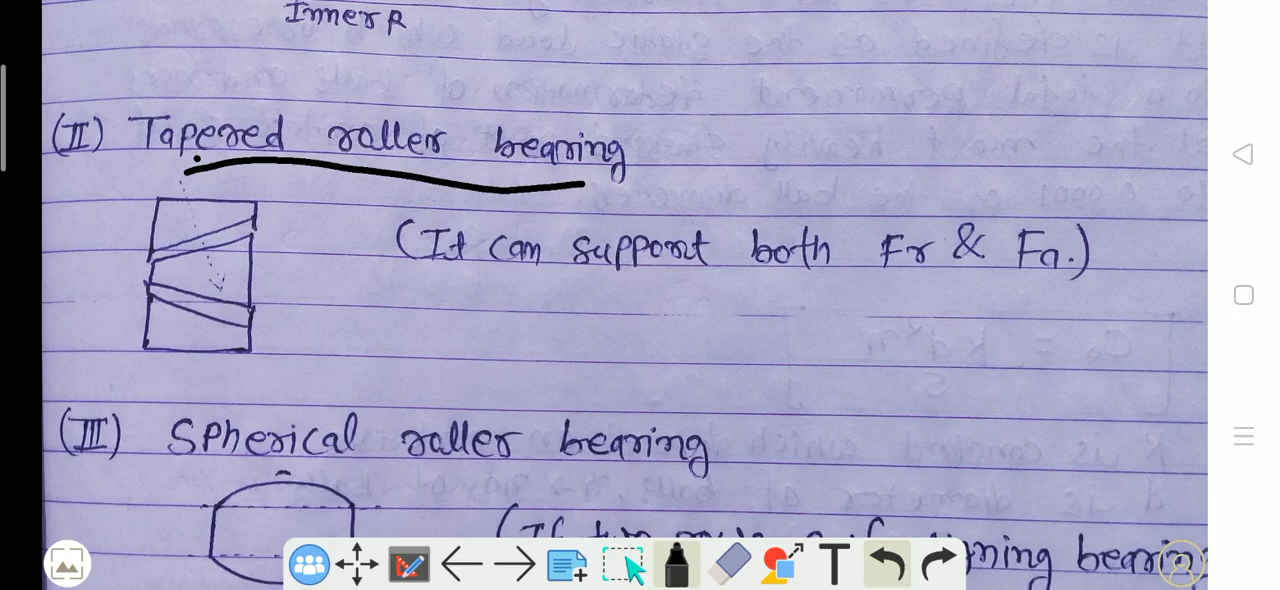 Inner R
(II) Tapered roller bearing
(It can support both Fr & Fa.)
(III) Spherical roller bearing
bearing
T